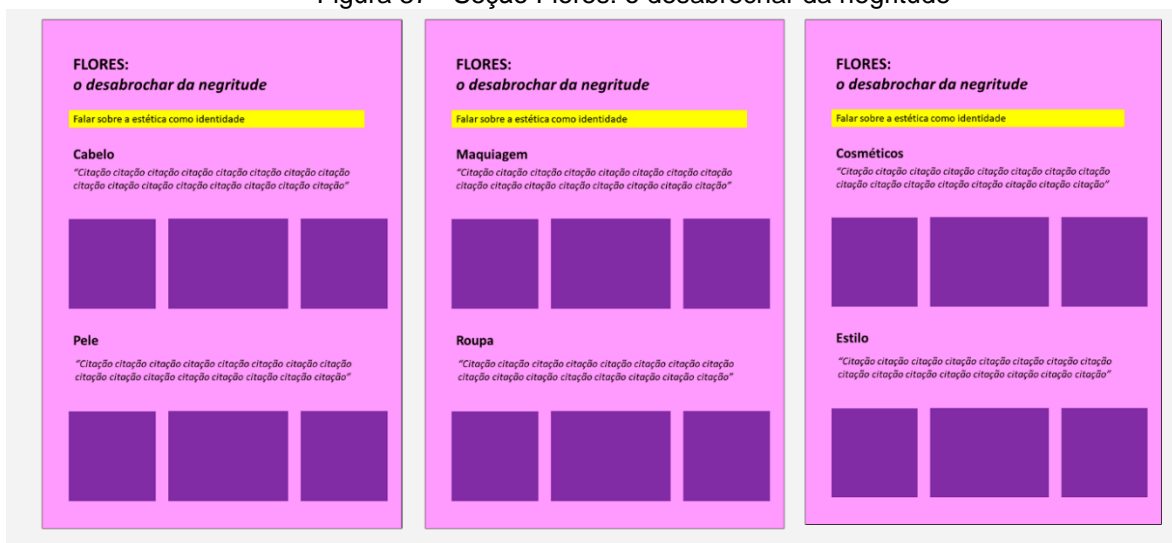 Figura 37 - Seção Flores: o desabrochar da negritude
FLORES:
o desabrochar da negritude
Falar sobre a estética como identidade
Cabelo
“Citação citação citação citação citação citação citação citação
citação citação citação citação citação citação citação citação”
Pele
“Citação citação citação citação citação citação citação citação
citação citação citação citação citação citação citação citação”
FLORES:
o desabrochar da negritude
Falar sobre a estética como identidade
Maquiagem
“Citação citação citação citação citação citação citação citação
citação citação citação citação citação citação citação citação”
Roupa
“Citação citação citação citação citação citação citação citação
citação citação citação citação citação citação citação citação”
FLORES:
o desabrochar da negritude
Falar sobre a estética como identidade
Cosméticos
“Citação citação citação citação citação citação citação citação
citação citação citação citação citação citação citação citação”
Estilo
“Citação citação citação citação citação citação citação citação
citação citação citação citação citação citação citação citação”